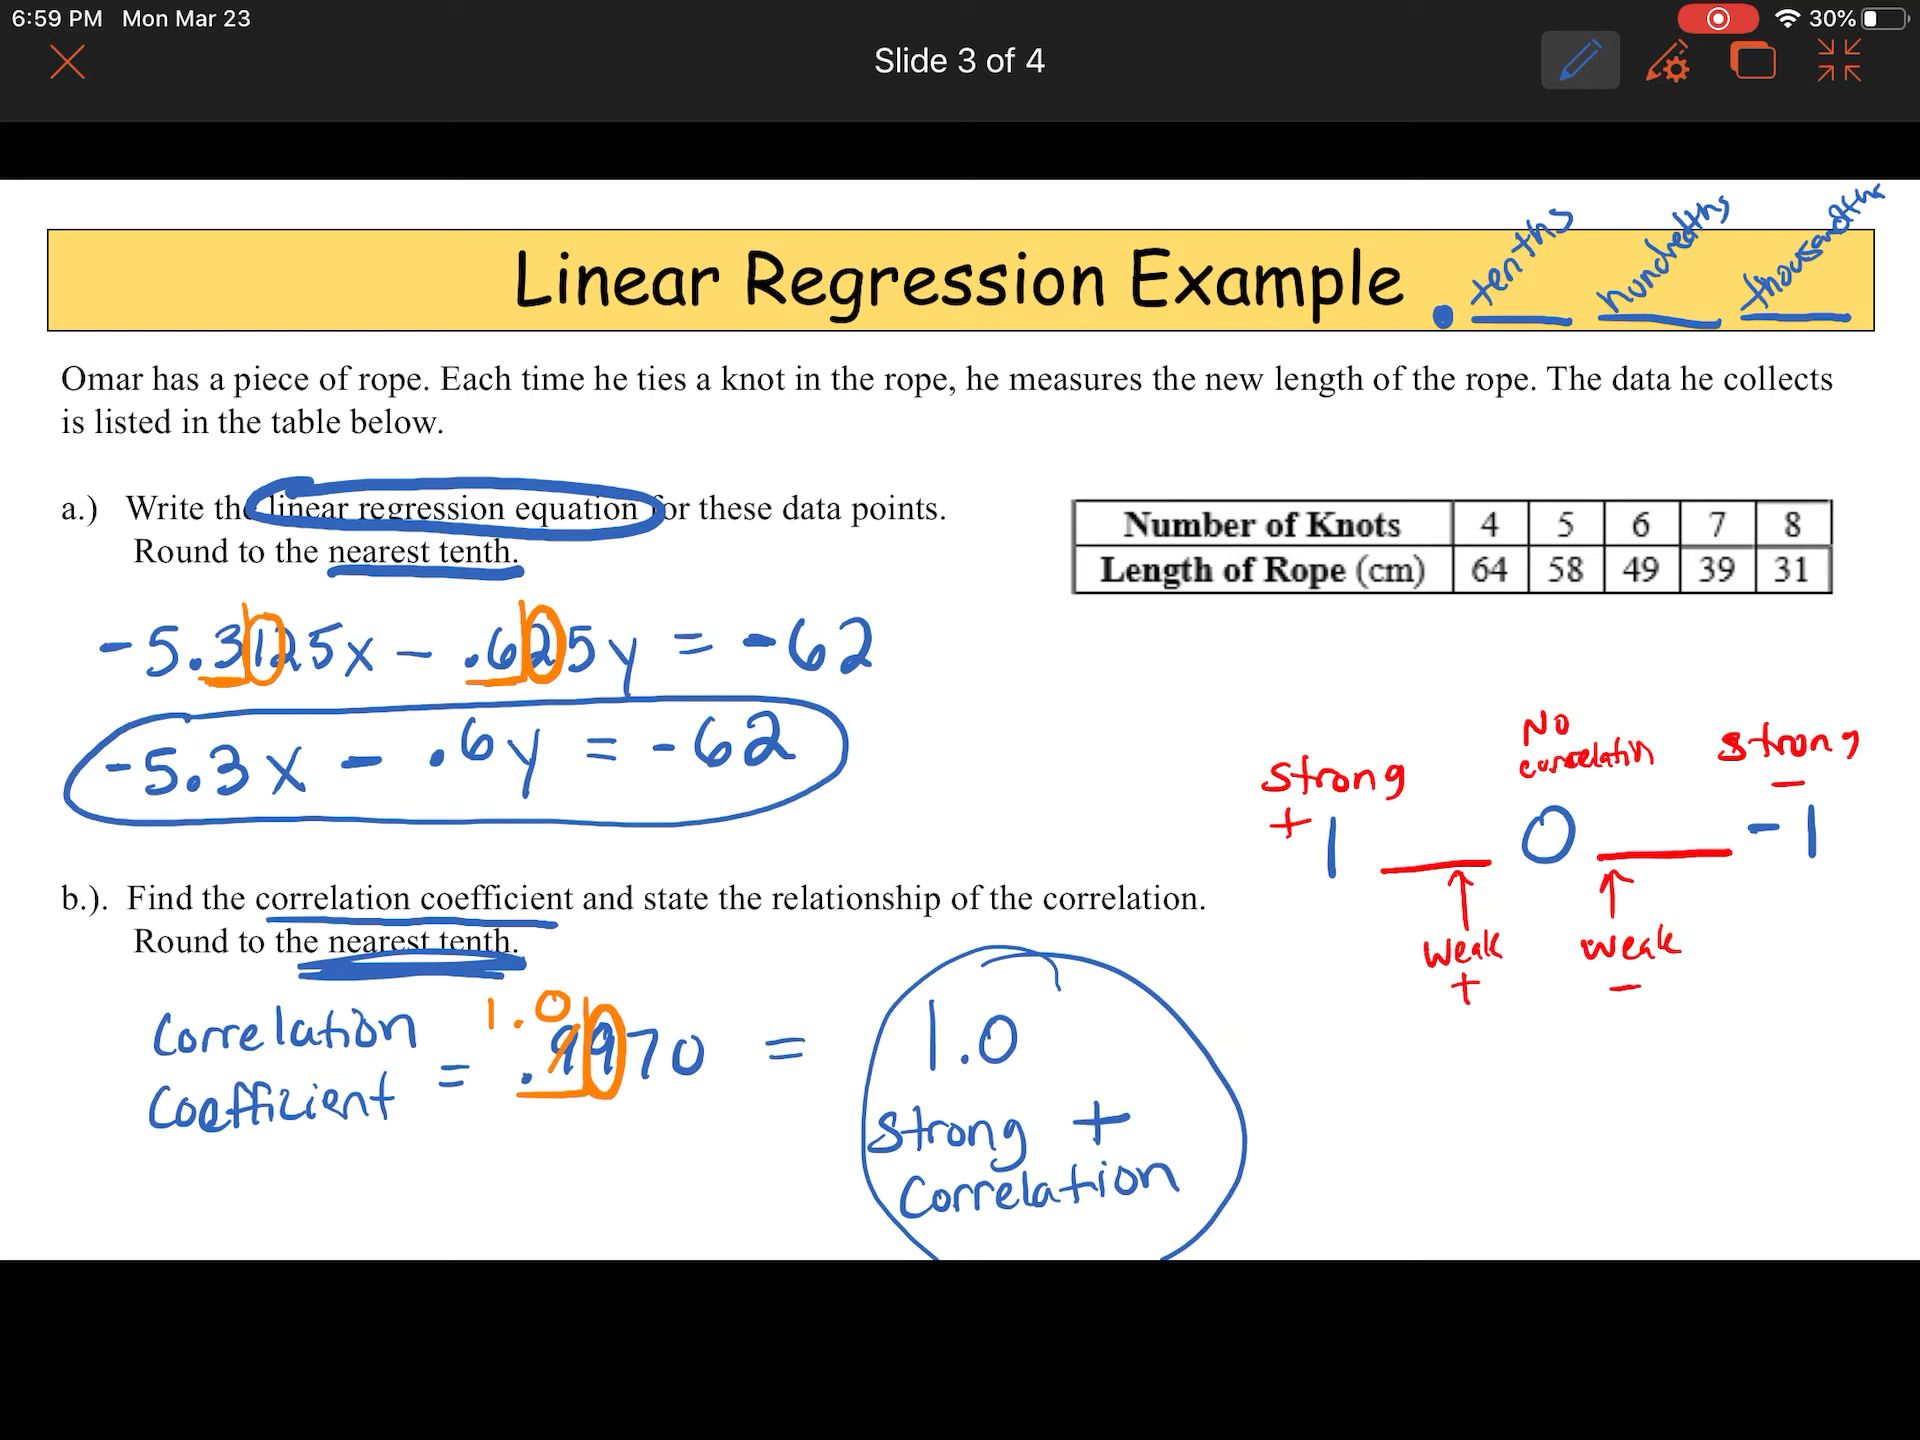 6:59 PM Mon Mar 23
30%
Slide 3 of 4
Linear Regression Example
. tenths hundredths thousandths
Omar has a piece of rope. Each time he ties a knot in the rope, he measures the new length of the rope. The data he collects
is listed in the table below.
a.) Write the linear regression equation for these data points.
Round to the nearest tenth.
Number of Knots 4 5 6 7 8
Length of Rope (cm) 64 58 49 39 31
-5.3125x - .625y = -62
-5.3x - .6y = -62
strong + 1
No correlatin 0
strong - -1
weak +
weak -
b.). Find the correlation coefficient and state the relationship of the correlation.
Round to the nearest tenth.
Correlation
Coefficient = .9970 = 1.0
1.0
strong +
Correlation